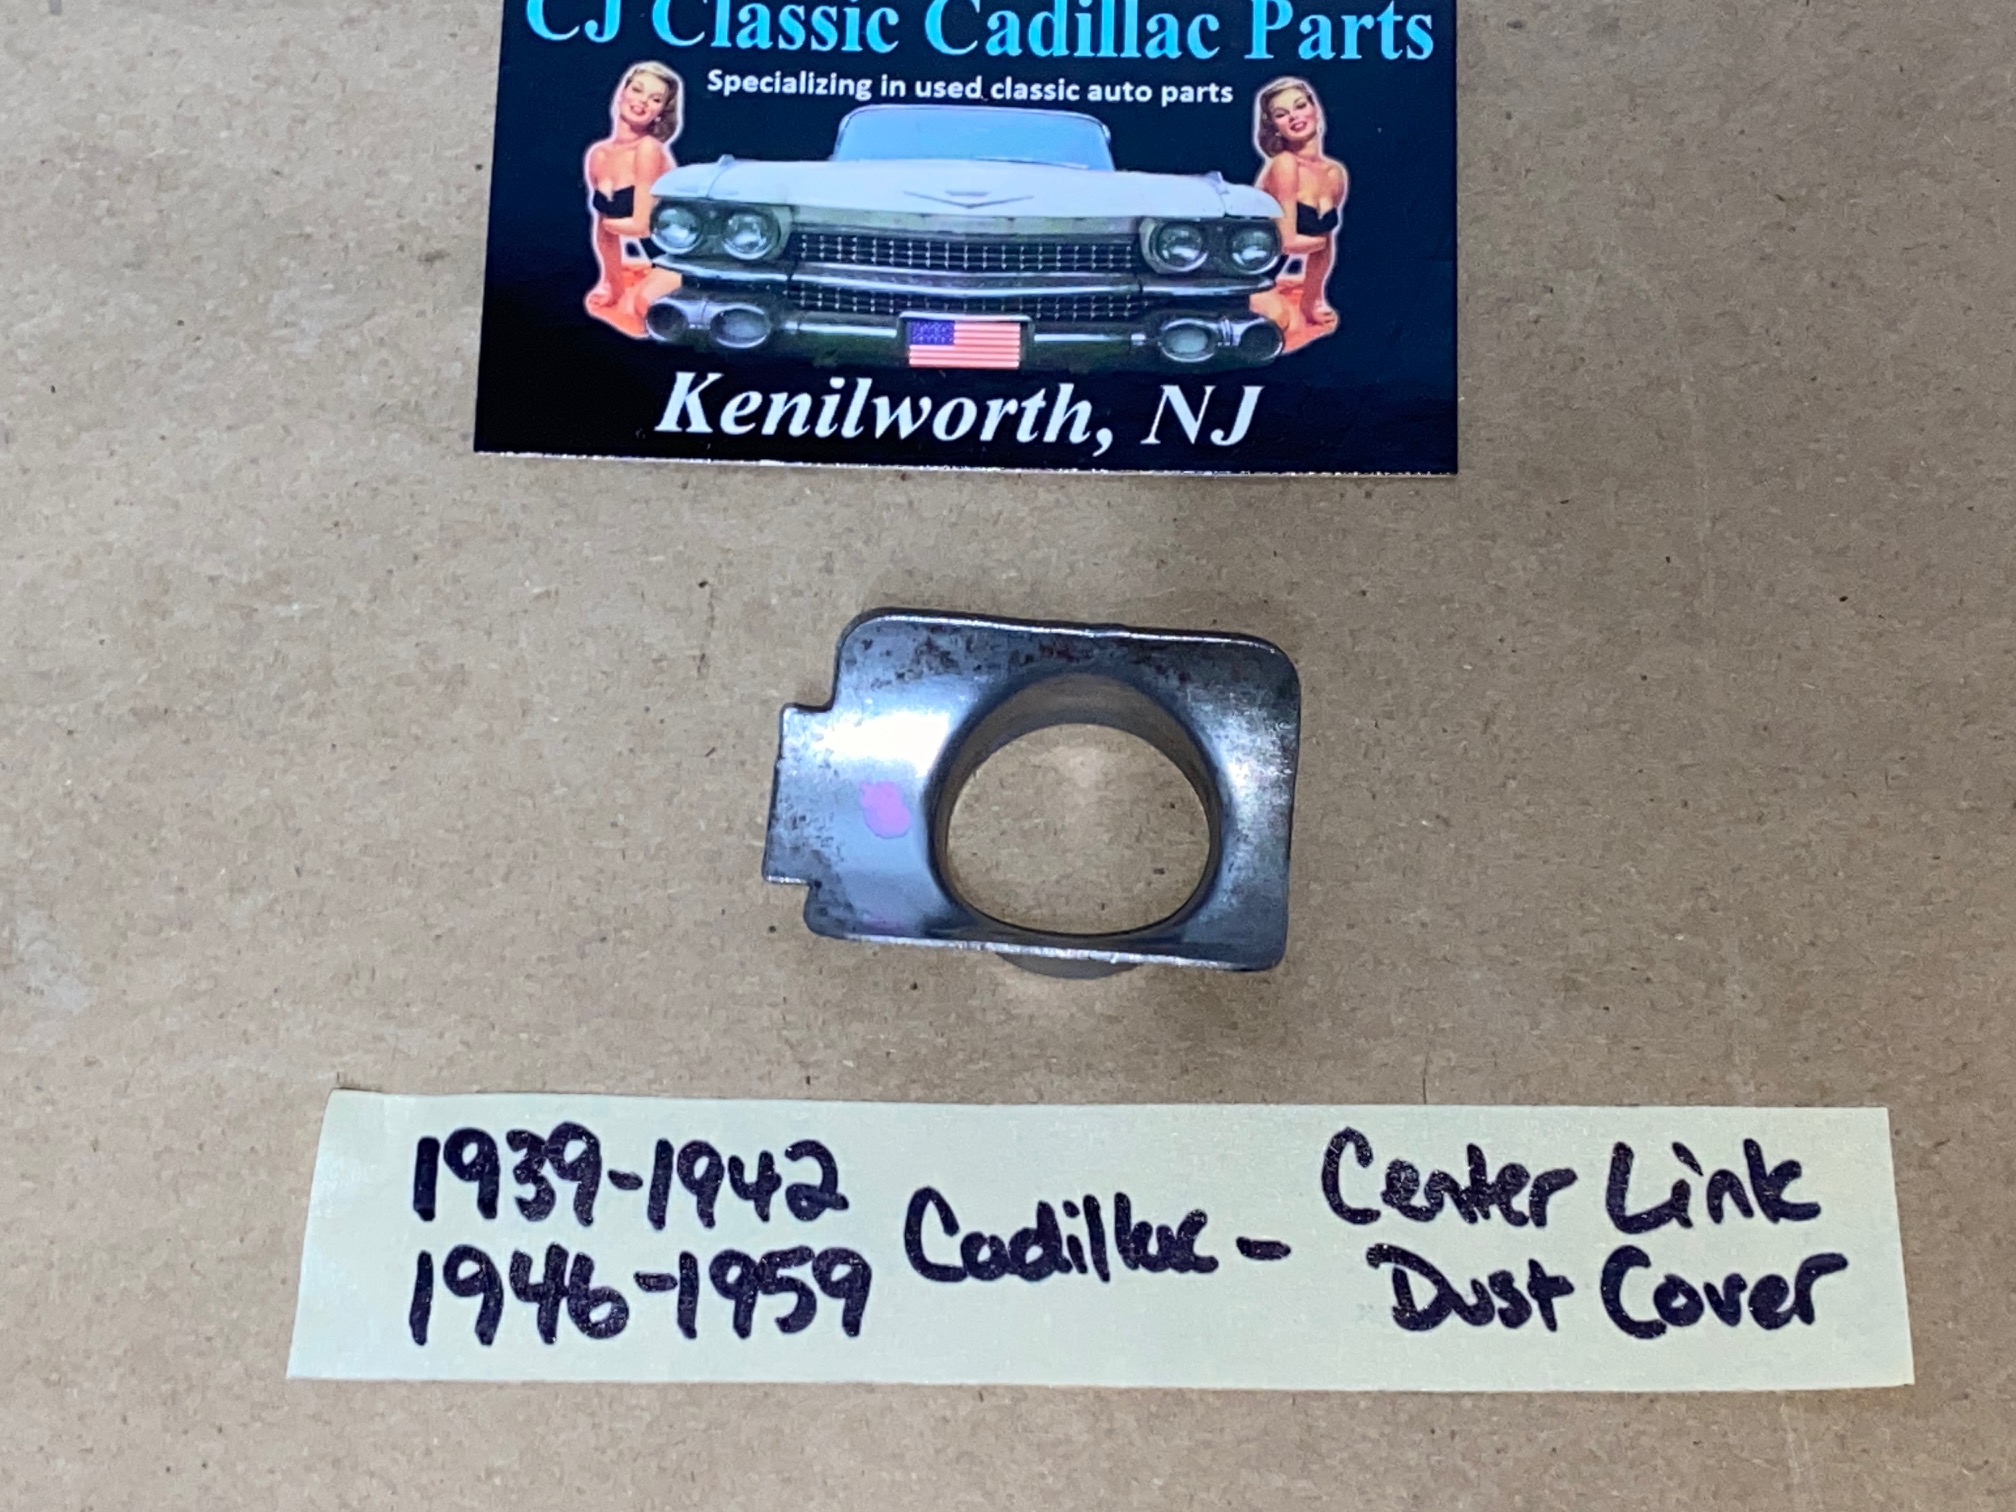 CJ Classic Cadillac Parts
Specializing in used classic auto parts
Kenilworth, NJ
1939-1942
1946-1959
Cadillac -
Center Link
Dust Cover